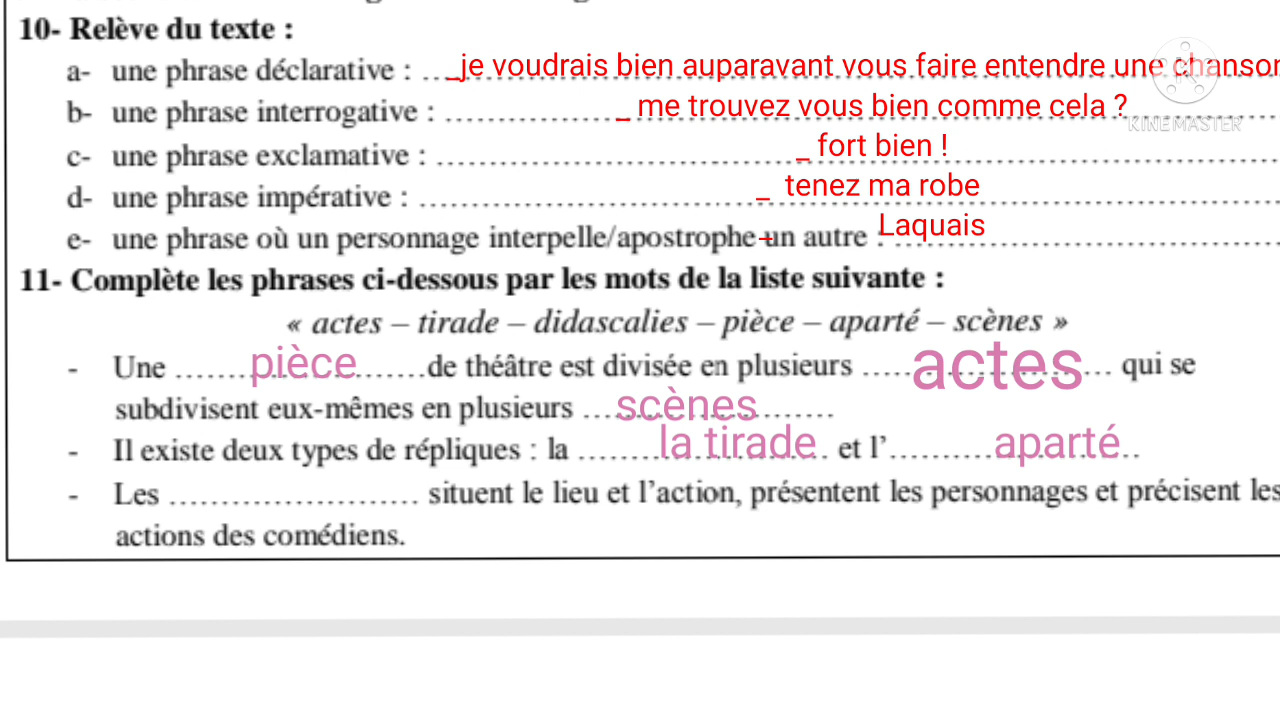 10- Relève du texte :
a- une phrase déclarative : ..._je voudrais bien auparavant vous faire entendre une chanson
b- une phrase interrogative : .................... _ me trouvez vous bien comme cela ?
KINEMASTER
c- une phrase exclamative : .................... _ fort bien !
d- une phrase impérative : .................... _ tenez ma robe
e- une phrase où un personnage interpelle/apostrophe un autre : _ Laquais
11- Complète les phrases ci-dessous par les mots de la liste suivante :
« actes – tirade – didascalies – pièce – aparté – scènes »
- Une ....... pièce .......de théâtre est divisée en plusieurs ..... actes ... qui se
subdivisent eux-mêmes en plusieurs ... scènes ........
- Il existe deux types de répliques : la ........ la tirade . et l’.......... aparté ..
- Les ........................ situent le lieu et l’action, présentent les personnages et précisent les
actions des comédiens.